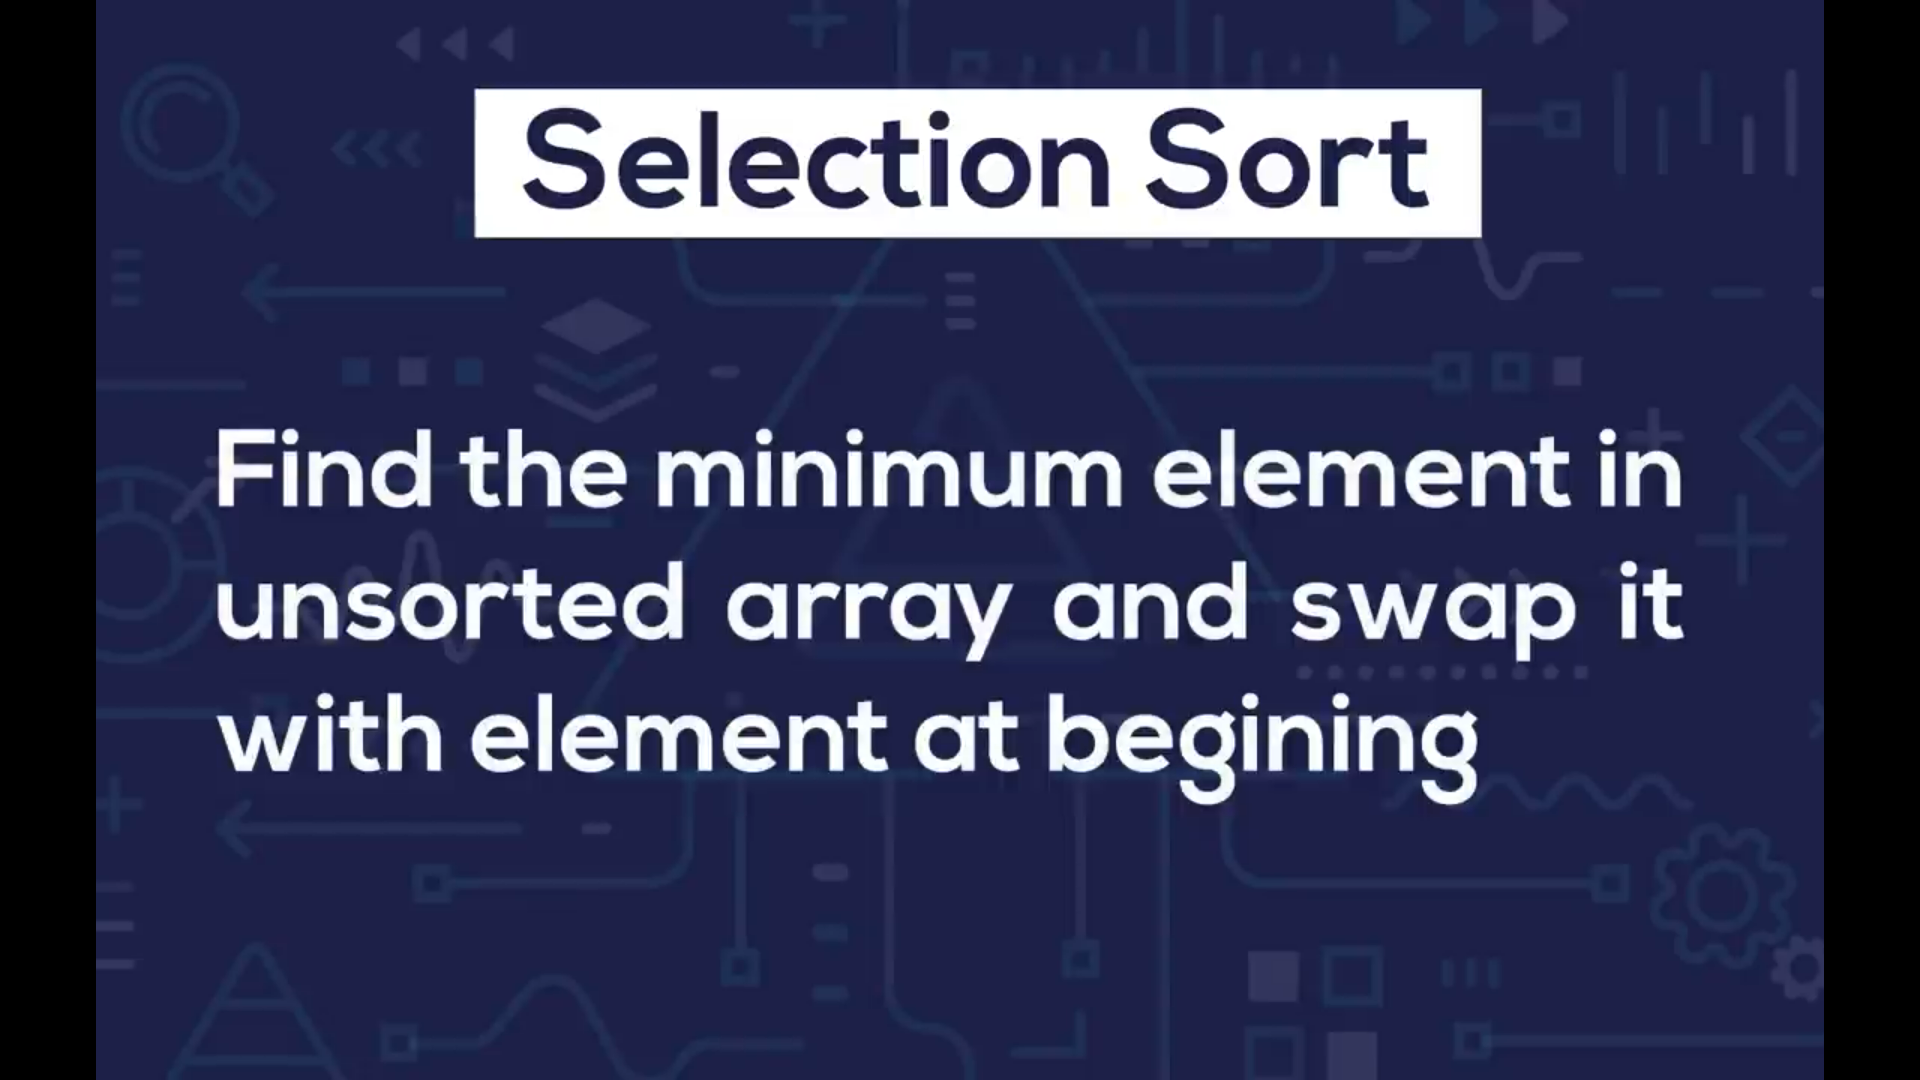 Selection Sort
Find the minimum element in
unsorted array and swap it
with element at begining